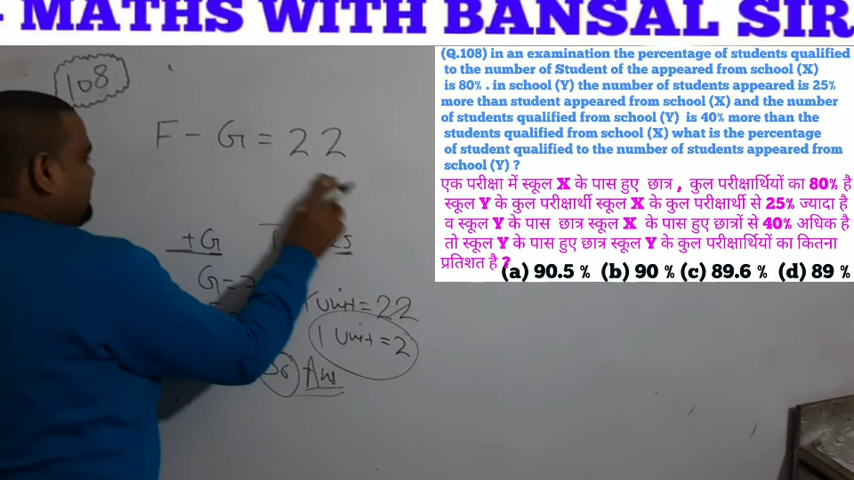 - MATHS WITH BANSAL SIR
(Q.108) in an examination the percentage of students qualified
to the number of Student of the appeared from school (X)
is 80% . in school (Y) the number of students appeared is 25%
more than student appeared from school (X) and the number
of students qualified from school (Y) is 40% more than the
students qualified from school (X) what is the percentage
of student qualified to the number of students appeared from
school (Y) ?
एक परीक्षा में स्कूल X के पास हुए छात्र , कुल परीक्षार्थियों का 80% है
स्कूल Y के कुल परीक्षार्थी स्कूल X के कुल परीक्षार्थी से 25% ज्यादा है
व स्कूल Y के पास छात्र स्कूल X के पास हुए छात्रों से 40% अधिक है
तो स्कूल Y के पास हुए छात्र स्कूल Y के कुल परीक्षार्थियों का कितना
प्रतिशत है ?
(a) 90.5 % (b) 90 % (c) 89.6 % (d) 89 %
108
F - G = 22
+G
G =
Unit = 22
1 Unit = 2
Ans